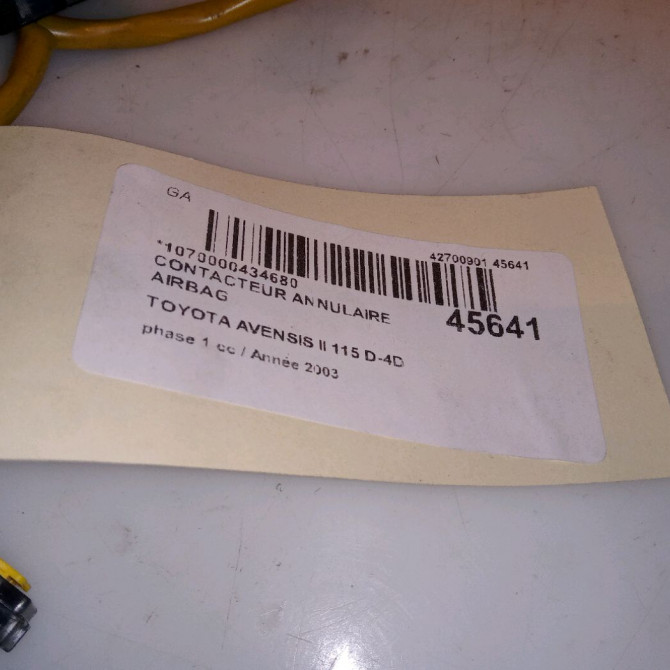 GA
42700901 45641
*1070000434680
CONTACTEUR ANNULAIRE
AIRBAG
45641
TOYOTA AVENSIS II 115 D-4D
phase 1 cc / Année 2003